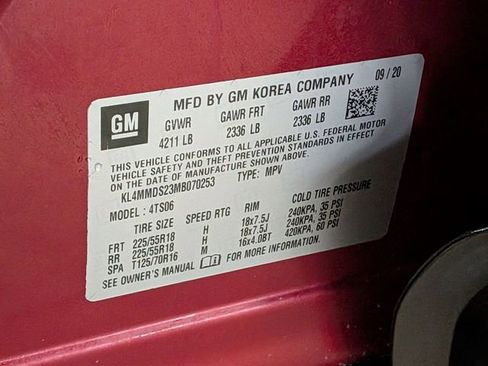 GM
MFD BY GM KOREA COMPANY 09/20
GVWR GAWR FRT GAWR RR
4211 LB 2336 LB 2336 LB
THIS VEHICLE CONFORMS TO ALL APPLICABLE U.S. FEDERAL MOTOR
VEHICLE SAFETY AND THEFT PREVENTION STANDARDS IN EFFECT
ON THE DATE OF MANUFACTURE SHOWN ABOVE.
KL4MMDS23MB070253 TYPE: MPV
MODEL: 4TS06
TIRE SIZE SPEED RTG RIM COLD TIRE PRESSURE
FRT 225/55R18 H 18x7.5J 240KPA, 35 PSI
RR 225/55R18 H 18x7.5J 240KPA, 35 PSI
SPA T125/70R16 M 16x4.0BT 420KPA, 60 PSI
SEE OWNER'S MANUAL FOR MORE INFORMATION.